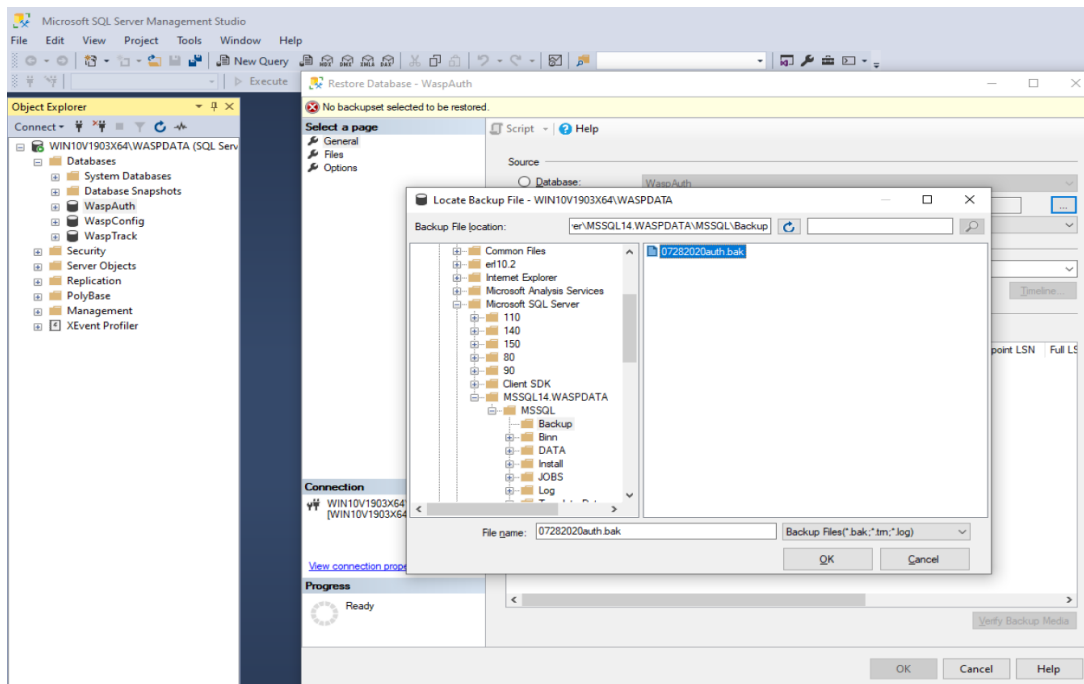 Microsoft SQL Server Management Studio
File Edit View Project Tools Window Help
New Query
Execute
Object Explorer
Connect
WIN10V1903X64\WASPDATA (SQL Serv
Databases
System Databases
Database Snapshots
WaspAuth
WaspConfig
WaspTrack
Security
Server Objects
Replication
PolyBase
Management
XEvent Profiler
Restore Database - WaspAuth
No backupset selected to be restored.
Select a page
General
Files
Options
Script Help
Source
Database: WaspAuth
...
Timeline...
point LSN Full LS
Locate Backup File - WIN10V1903X64\WASPDATA
Backup File location: er\MSSQL14.WASPDATA\MSSQL\Backup
Common Files
erl10.2
Internet Explorer
Microsoft Analysis Services
Microsoft SQL Server
110
140
150
80
90
Client SDK
MSSQL14.WASPDATA
MSSQL
Backup
Binn
DATA
Install
JOBS
Log
07282020auth.bak
File name: 07282020auth.bak
Backup Files(*.bak;*.trn;*.log)
OK Cancel
Connection
WIN10V1903X64
[WIN10V1903X64
View connection prope
Progress
Ready
Verify Backup Media
OK Cancel Help